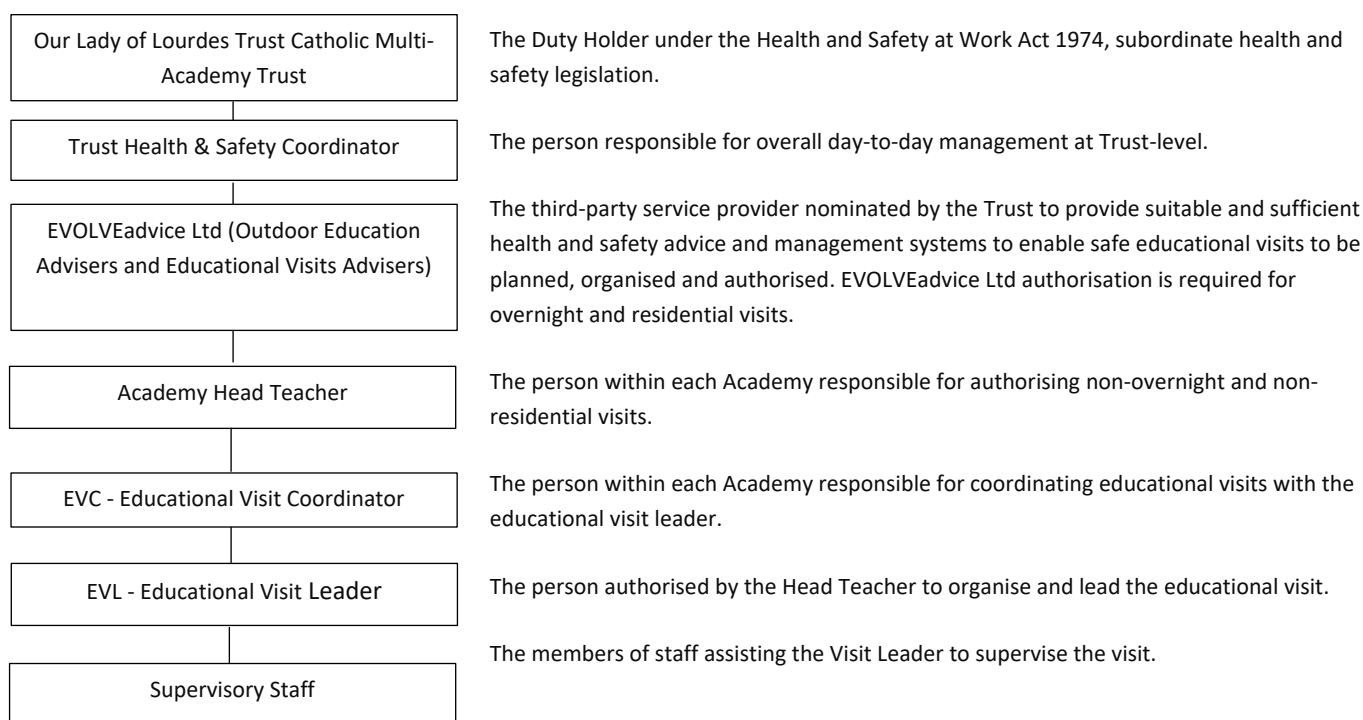 Our Lady of Lourdes Trust Catholic Multi-
Academy Trust
The Duty Holder under the Health and Safety at Work Act 1974, subordinate health and
safety legislation.
Trust Health & Safety Coordinator
The person responsible for overall day-to-day management at Trust-level.
EVOLVEadvice Ltd (Outdoor Education
Advisers and Educational Visits Advisers)
The third-party service provider nominated by the Trust to provide suitable and sufficient
health and safety advice and management systems to enable safe educational visits to be
planned, organised and authorised. EVOLVEadvice Ltd authorisation is required for
overnight and residential visits.
Academy Head Teacher
The person within each Academy responsible for authorising non-overnight and non-
residential visits.
EVC - Educational Visit Coordinator
The person within each Academy responsible for coordinating educational visits with the
educational visit leader.
EVL - Educational Visit Leader
The person authorised by the Head Teacher to organise and lead the educational visit.
Supervisory Staff
The members of staff assisting the Visit Leader to supervise the visit.